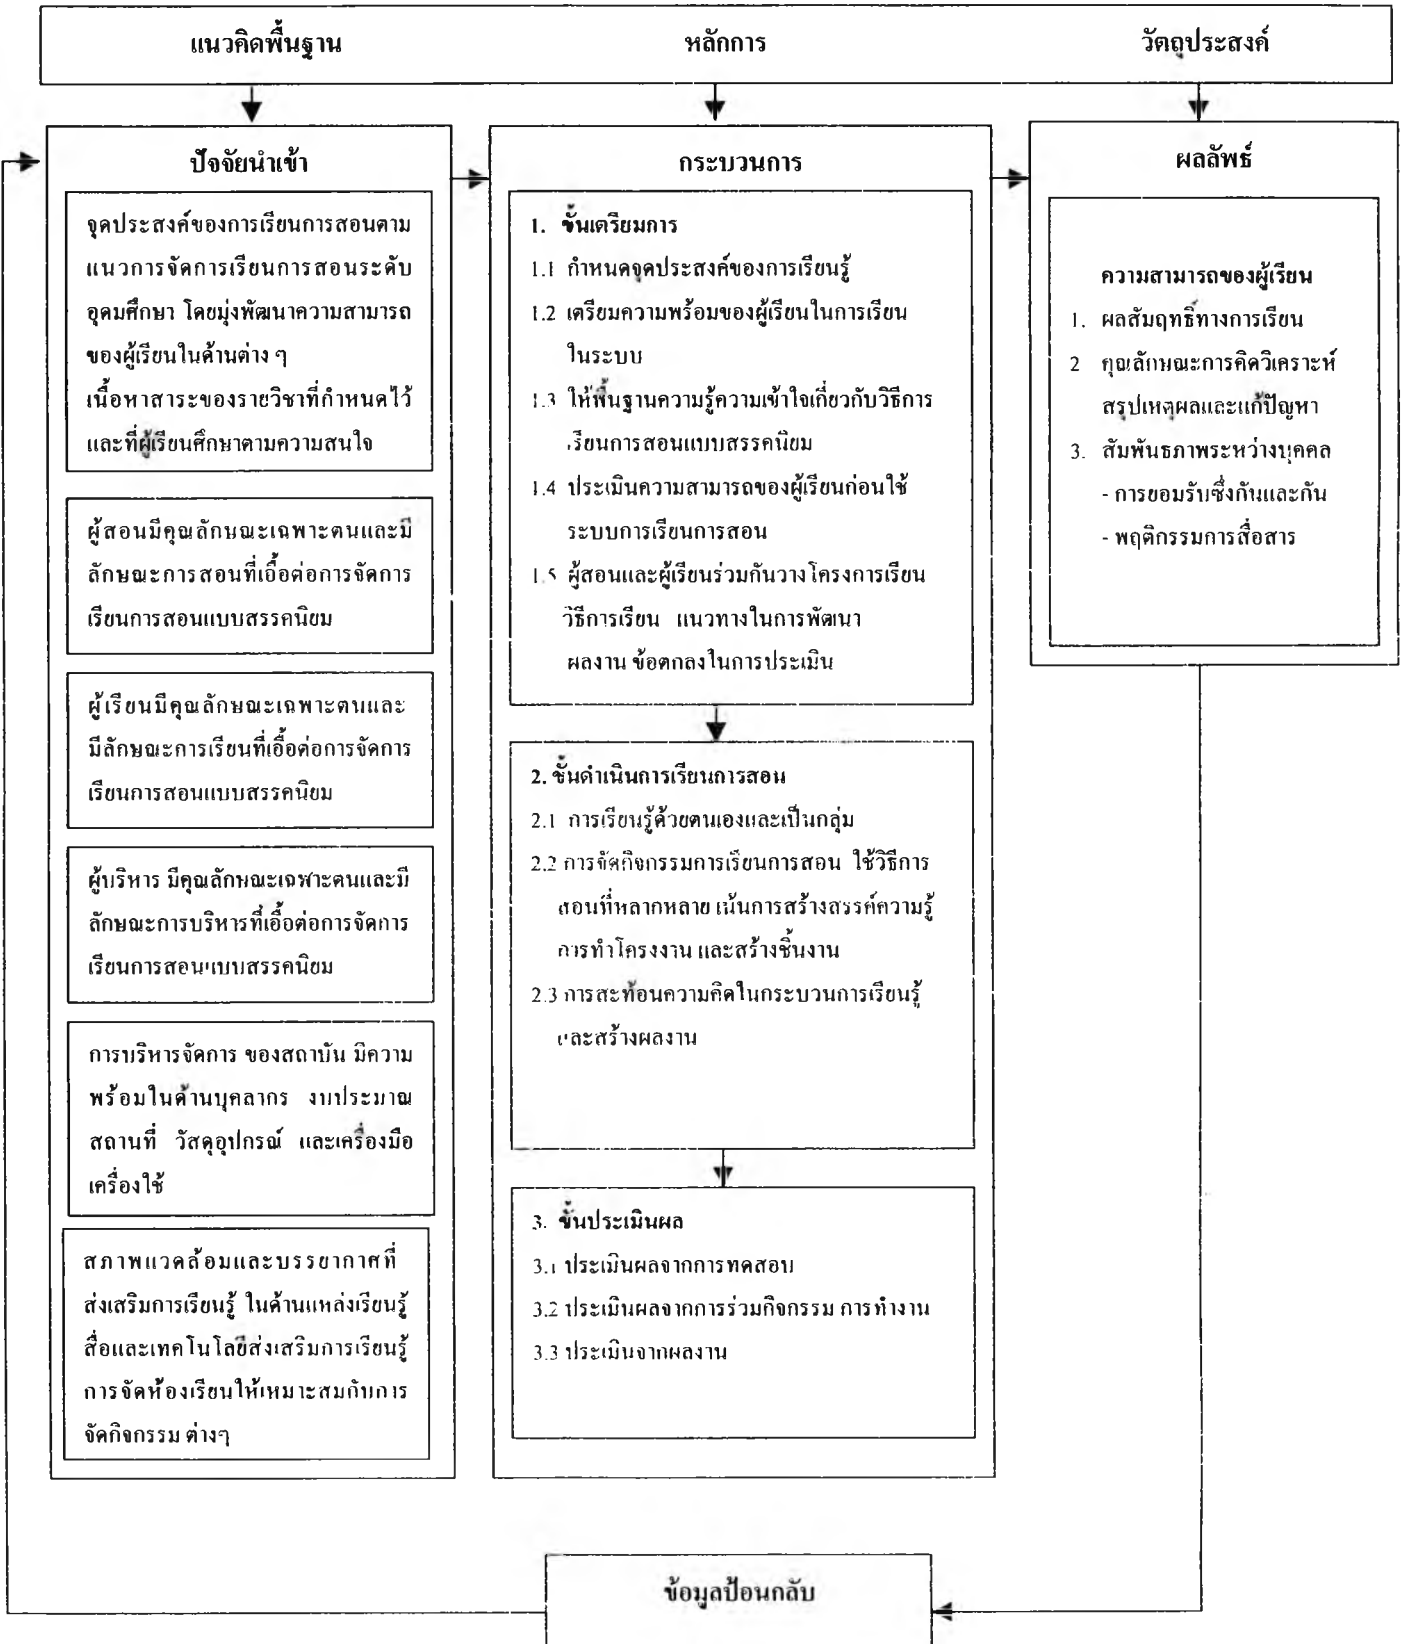 แนวคิดพื้นฐาน
หลักการ
วัตถุประสงค์
ปัจจัยนำเข้า
จุดประสงค์ของการเรียนการสอนตาม
แนวการจัดการเรียนการสอนระดับ
อุดมศึกษา โดยมุ่งพัฒนาความสามารถ
ของผู้เรียนในด้านต่าง ๆ
เนื้อหาสาระของรายวิชาที่กำหนดไว้
และที่ผู้เรียนศึกษาตามความสนใจ
ผู้สอนมีคุณลักษณะเฉพาะตนและมี
ลักษณะการสอนที่เอื้อต่อการจัดการ
เรียนการสอนแบบสรรคนิยม
ผู้เรียนมีคุณลักษณะเฉพาะตนและ
มีลักษณะการเรียนที่เอื้อต่อการจัดการ
เรียนการสอนแบบสรรคนิยม
ผู้บริหาร มีคุณลักษณะเฉพาะตนและมี
ลักษณะการบริหารที่เอื้อต่อการจัดการ
เรียนการสอนแบบสรรคนิยม
การบริหารจัดการ ของสถาบัน มีความ
พร้อมในด้านบุคลากร งบประมาณ
สถานที่ วัสดุอุปกรณ์ และเครื่องมือ
เครื่องใช้
สภาพแวดล้อมและบรรยากาศที่
ส่งเสริมการเรียนรู้ ในด้านแหล่งเรียนรู้
สื่อและเทคโนโลยีส่งเสริมการเรียนรู้
การจัดห้องเรียนให้เหมาะสมกับการ
จัดกิจกรรม ต่างๆ
กระบวนการ
1. ขั้นเตรียมการ
1.1 กำหนดจุดประสงค์ของการเรียนรู้
1.2 เตรียมความพร้อมของผู้เรียนในการเรียน
ในระบบ
1.3 ให้พื้นฐานความรู้ความเข้าใจเกี่ยวกับวิธีการ
เรียนการสอนแบบสรรคนิยม
1.4 ประเมินความสามารถของผู้เรียนก่อนใช้
ระบบการเรียนการสอน
1.5 ผู้สอนและผู้เรียนร่วมกันวางโครงการเรียน
วิธีการเรียน แนวทางในการพัฒนา
ผลงาน ข้อตกลงในการประเมิน
2. ขั้นดำเนินการเรียนการสอน
2.1 การเรียนรู้ด้วยตนเองและเป็นกลุ่ม
2.2 การจัดกิจกรรมการเรียนการสอน ใช้วิธีการ
สอนที่หลากหลาย เน้นการสร้างสรรค์ความรู้
การทำโครงงาน และสร้างชิ้นงาน
2.3 การสะท้อนความคิดในกระบวนการเรียนรู้
และสร้างผลงาน
3. ขั้นประเมินผล
3.1 ประเมินผลจากการทดสอบ
3.2 ประเมินผลจากการร่วมกิจกรรม การทำงาน
3.3 ประเมินจากผลงาน
ผลลัพธ์
ความสามารถของผู้เรียน
1. ผลสัมฤทธิ์ทางการเรียน
2 คุณลักษณะการคิดวิเคราะห์
สรุปเหตุผลและแก้ปัญหา
3. สัมพันธภาพระหว่างบุคคล
- การยอมรับซึ่งกันและกัน
- พฤติกรรมการสื่อสาร
ข้อมูลป้อนกลับ